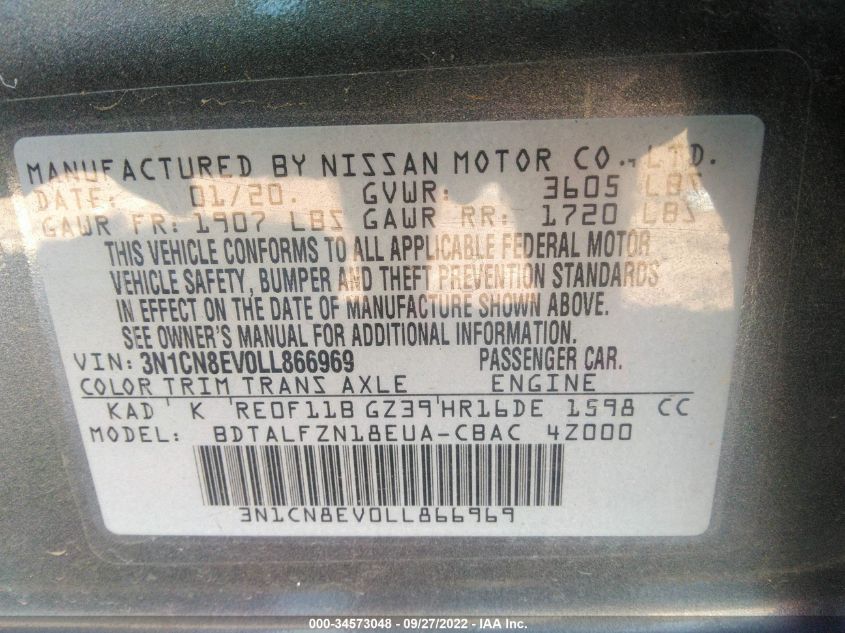 MANUFACTURED BY NISSAN MOTOR CO., LTD.
DATE: 01/20. GVWR: 3605 LBS
GAWR FR: 1907 LBS GAWR RR: 1720 LBS
THIS VEHICLE CONFORMS TO ALL APPLICABLE FEDERAL MOTOR
VEHICLE SAFETY, BUMPER AND THEFT PREVENTION STANDARDS
IN EFFECT ON THE DATE OF MANUFACTURE SHOWN ABOVE.
SEE OWNER'S MANUAL FOR ADDITIONAL INFORMATION.
VIN: 3N1CN8EV0LL866969 PASSENGER CAR.
COLOR TRIM TRANS AXLE ENGINE
KAD K RE0F11B GZ39 HR16DE 1598 CC
MODEL: BDTALFZN18EUA-CBAC 4Z000
3N1CN8EV0LL866969
000-34573048 - 09/27/2022 - © IAA Inc.